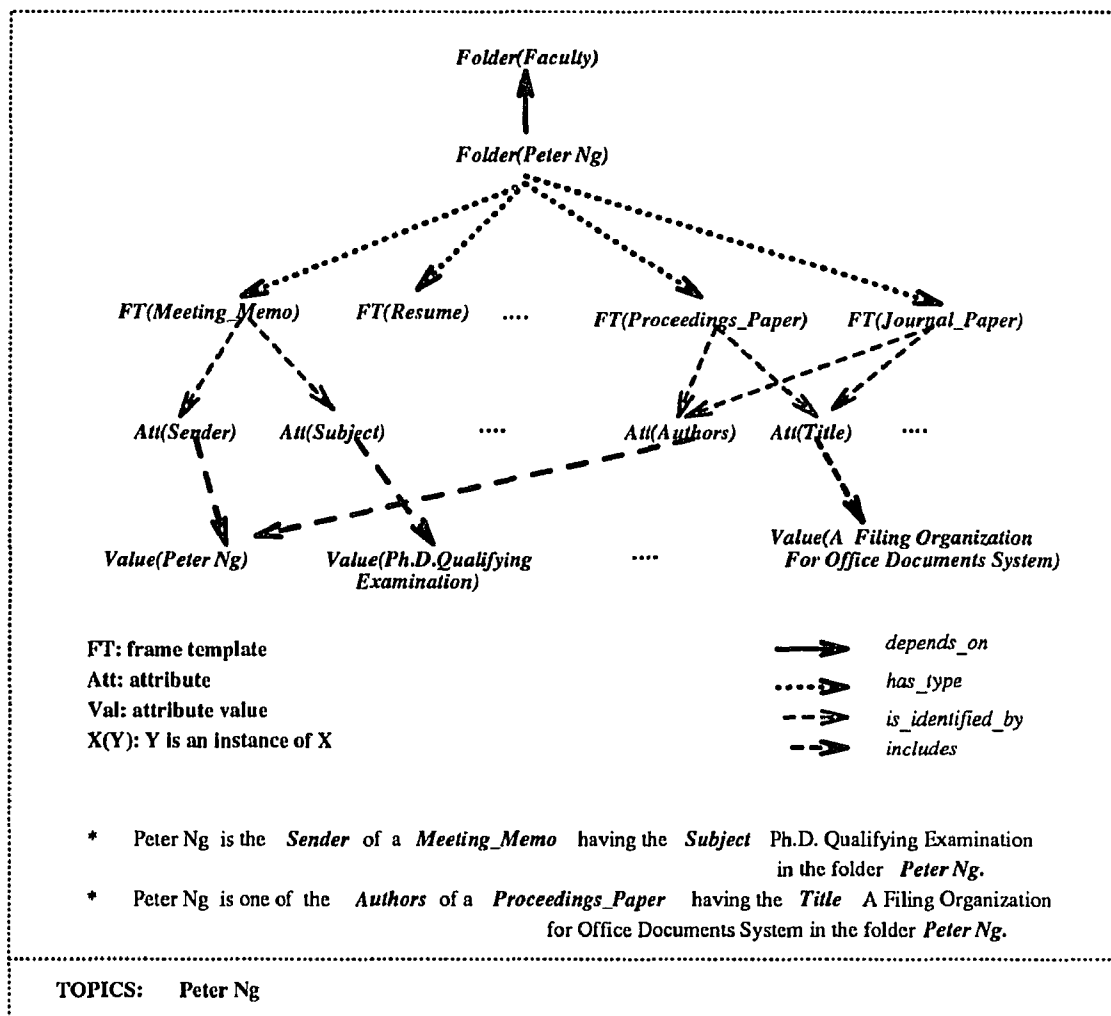 Folder(Faculty)
Folder(Peter Ng)
FT(Meeting_Memo) FT(Resume) .... FT(Proceedings_Paper) FT(Journal_Paper)
Att(Sender) Att(Subject) .... Att(Authors) Att(Title) ....
Value(Peter Ng) Value(Ph.D.Qualifying Examination) .... Value(A Filing Organization For Office Documents System)
FT: frame template
Att: attribute
Val: attribute value
X(Y): Y is an instance of X
depends_on
has_type
is_identified_by
includes
* Peter Ng is the Sender of a Meeting_Memo having the Subject Ph.D. Qualifying Examination
in the folder Peter Ng.
* Peter Ng is one of the Authors of a Proceedings_Paper having the Title A Filing Organization
for Office Documents System in the folder Peter Ng.
TOPICS: Peter Ng